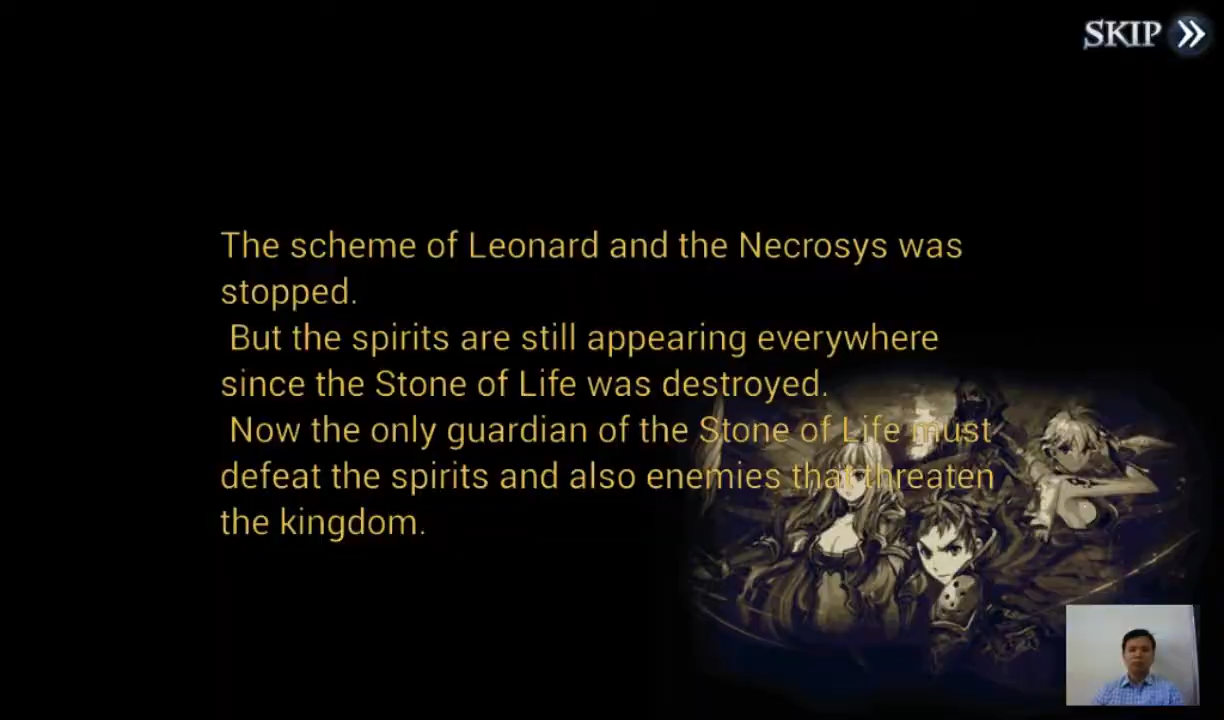 SKIP
The scheme of Leonard and the Necrosys was
stopped.
But the spirits are still appearing everywhere
since the Stone of Life was destroyed.
Now the only guardian of the Stone of Life must
defeat the spirits and also enemies that threaten
the kingdom.